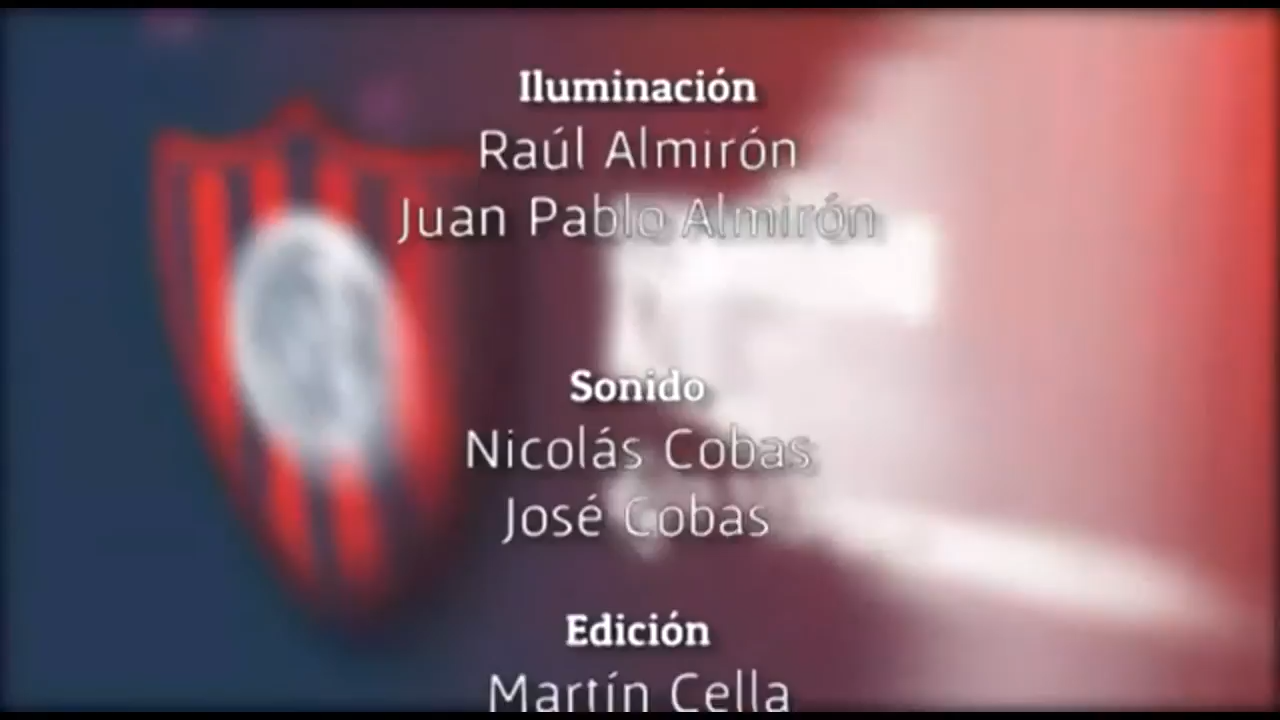 Iluminación
Raúl Almirón
Juan Pablo Almirón
Sonido
Nicolás Cobas
José Cobas
Edición
Martín Cella